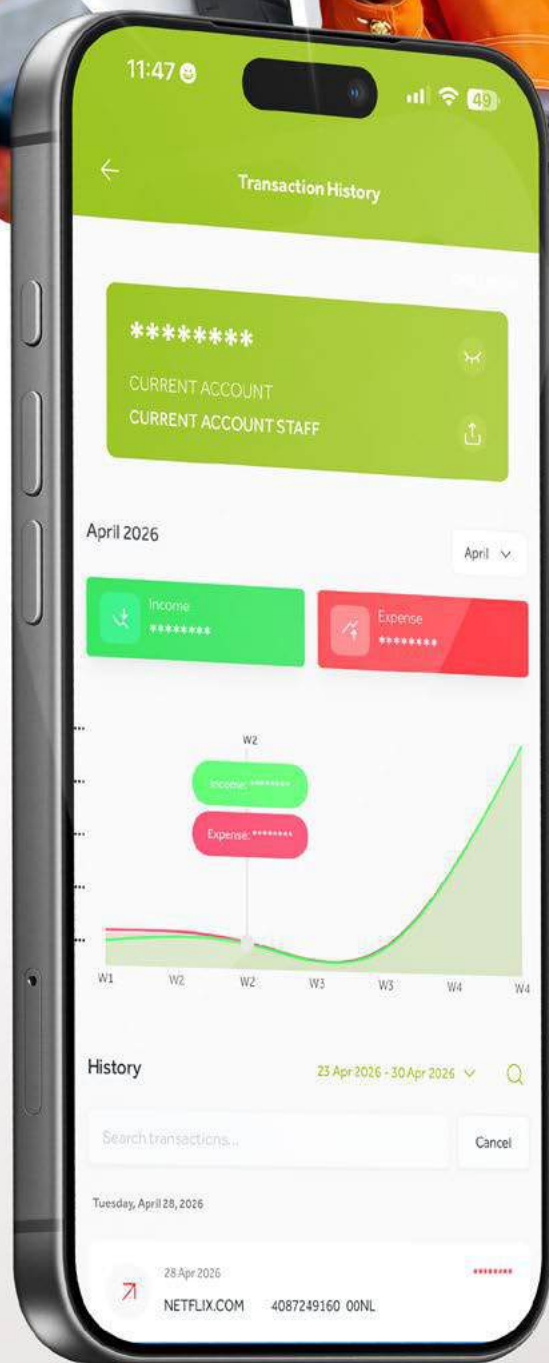 11:47
49
Transaction History
********
CURRENT ACCOUNT
CURRENT ACCOUNT STAFF
April 2026
April
Income
********
Expense
********
W2
Income: ********
Expense: ********
W1 W2 W2 W3 W3 W4 W4
History
23 Apr 2026 - 30 Apr 2026
Search transactions...
Cancel
Tuesday, April 28, 2026
28 Apr 2026
********
NETFLIX.COM 4087249160 00NL